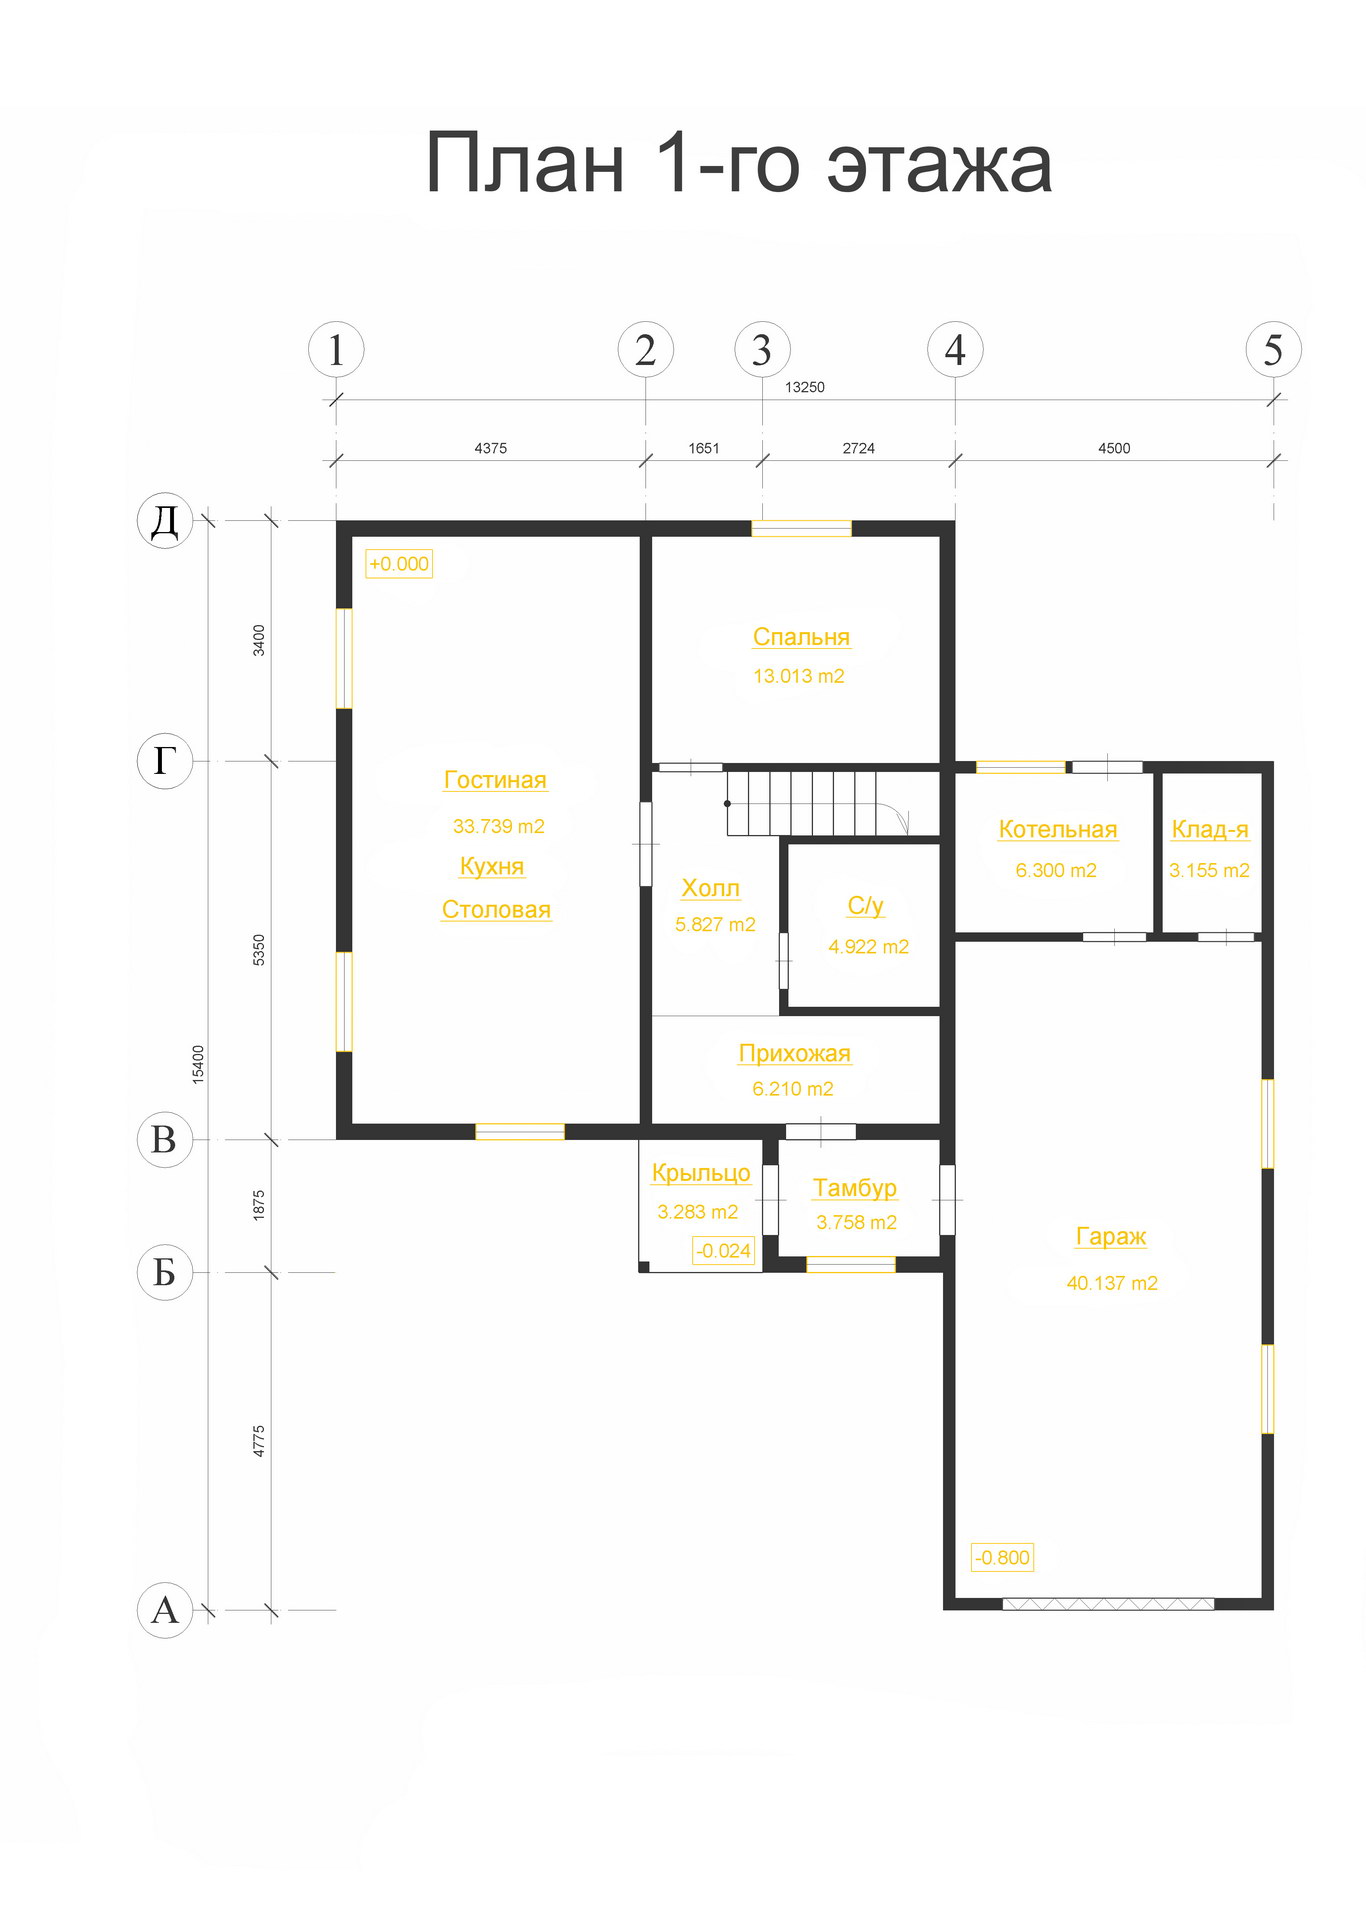 План 1-го этажа
1
2
3
4
5
13250
4375
1651
2724
4500
Д
Г
В
Б
А
3400
5350
1875
4775
15400
+0.000
Спальня
13.013 m2
Гостиная
33.739 m2
Кухня
Столовая
Холл
5.827 m2
С/у
4.922 m2
Котельная
6.300 m2
Клад-я
3.155 m2
Прихожая
6.210 m2
Крыльцо
3.283 m2
-0.024
Тамбур
3.758 m2
Гараж
40.137 m2
-0.800